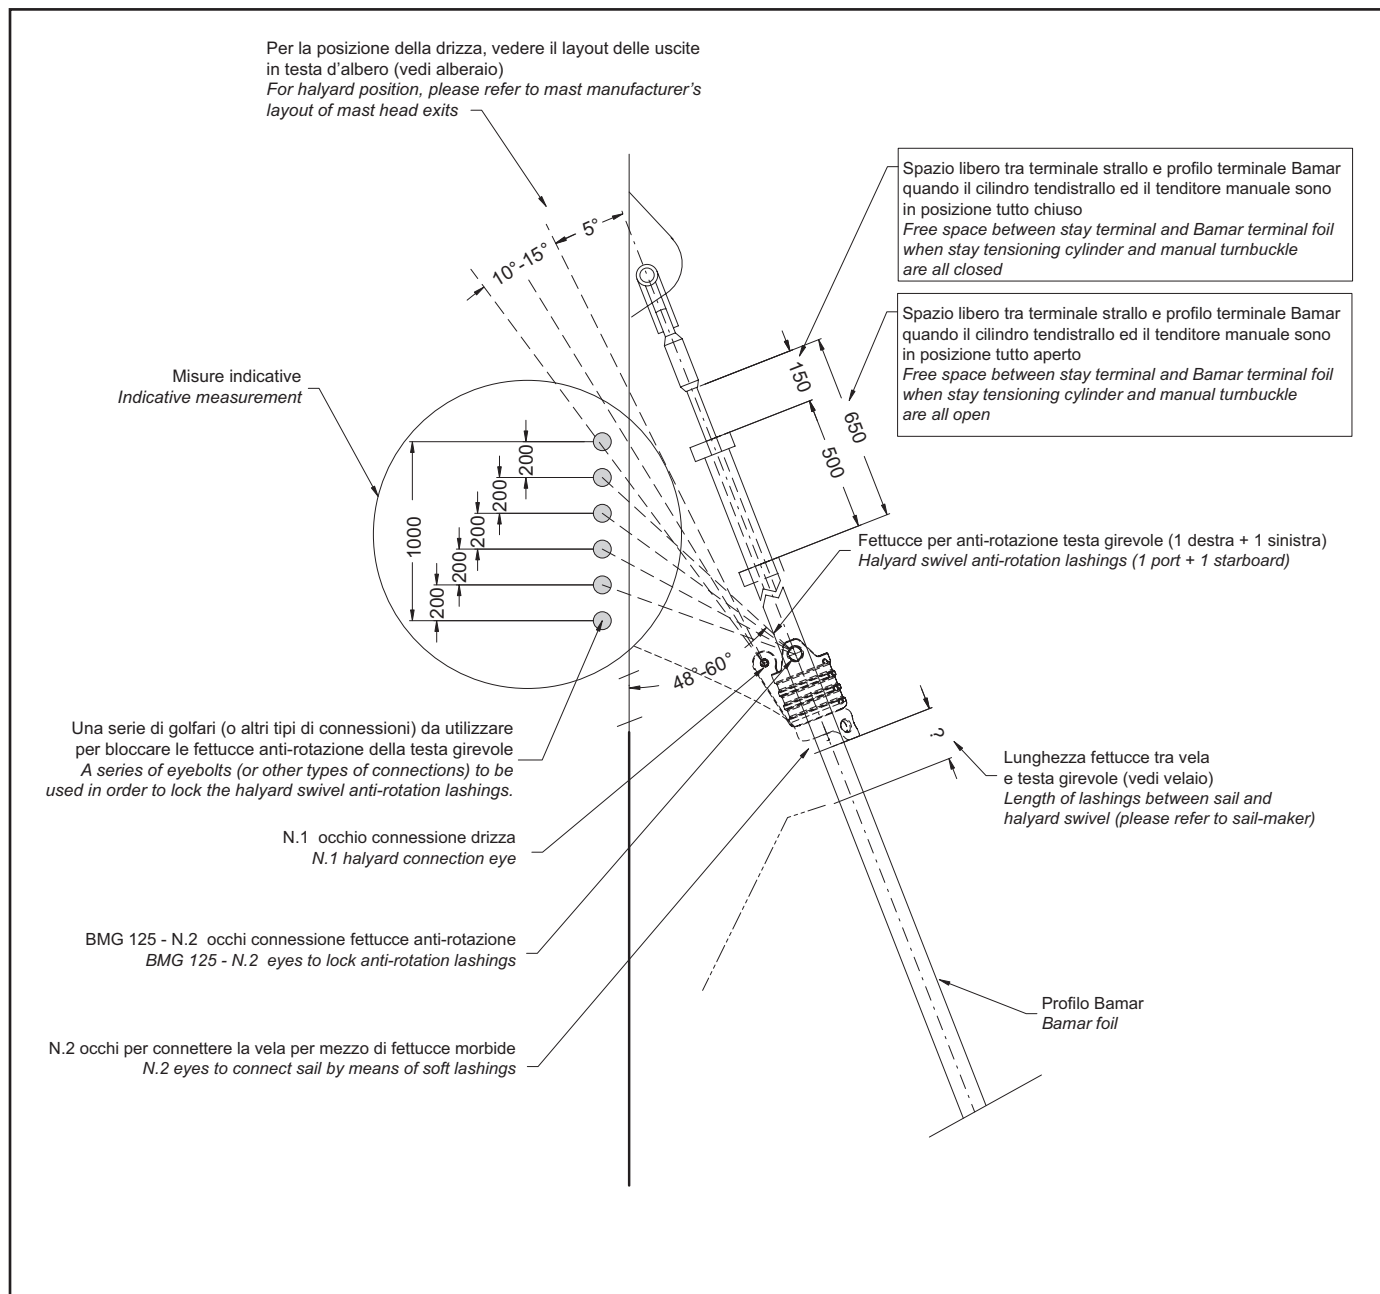 Per la posizione della drizza, vedere il layout delle uscite
in testa d'albero (vedi alberaio)
For halyard position, please refer to mast manufacturer's
layout of mast head exits
Spazio libero tra terminale strallo e profilo terminale Bamar
quando il cilindro tendistrallo ed il tenditore manuale sono
in posizione tutto chiuso
Free space between stay terminal and Bamar terminal foil
when stay tensioning cylinder and manual turnbuckle
are all closed
5°
10°-15°
Spazio libero tra terminale strallo e profilo terminale Bamar
quando il cilindro tendistrallo ed il tenditore manuale sono
in posizione tutto aperto
Free space between stay terminal and Bamar terminal foil
when stay tensioning cylinder and manual turnbuckle
are all open
150
650
500
Misure indicative
Indicative measurement
200
200
200
200
200
1000
Fettucce per anti-rotazione testa girevole (1 destra + 1 sinistra)
Halyard swivel anti-rotation lashings (1 port + 1 starboard)
48°-60°
Una serie di golfari (o altri tipi di connessioni) da utilizzare
per bloccare le fettucce anti-rotazione della testa girevole
A series of eyebolts (or other types of connections) to be
used in order to lock the halyard swivel anti-rotation lashings.
?
Lunghezza fettucce tra vela
e testa girevole (vedi velaio)
Length of lashings between sail and
halyard swivel (please refer to sail-maker)
N.1 occhio connessione drizza
N.1 halyard connection eye
BMG 125 - N.2 occhi connessione fettucce anti-rotazione
BMG 125 - N.2 eyes to lock anti-rotation lashings
Profilo Bamar
Bamar foil
N.2 occhi per connettere la vela per mezzo di fettucce morbide
N.2 eyes to connect sail by means of soft lashings